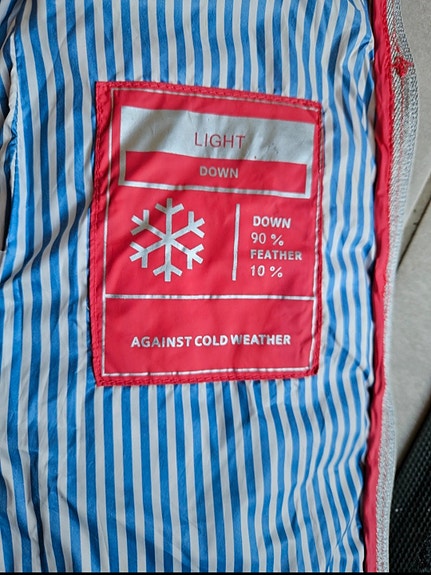 LIGHT
DOWN
DOWN
90 %
FEATHER
10 %
AGAINST COLD WEATHER